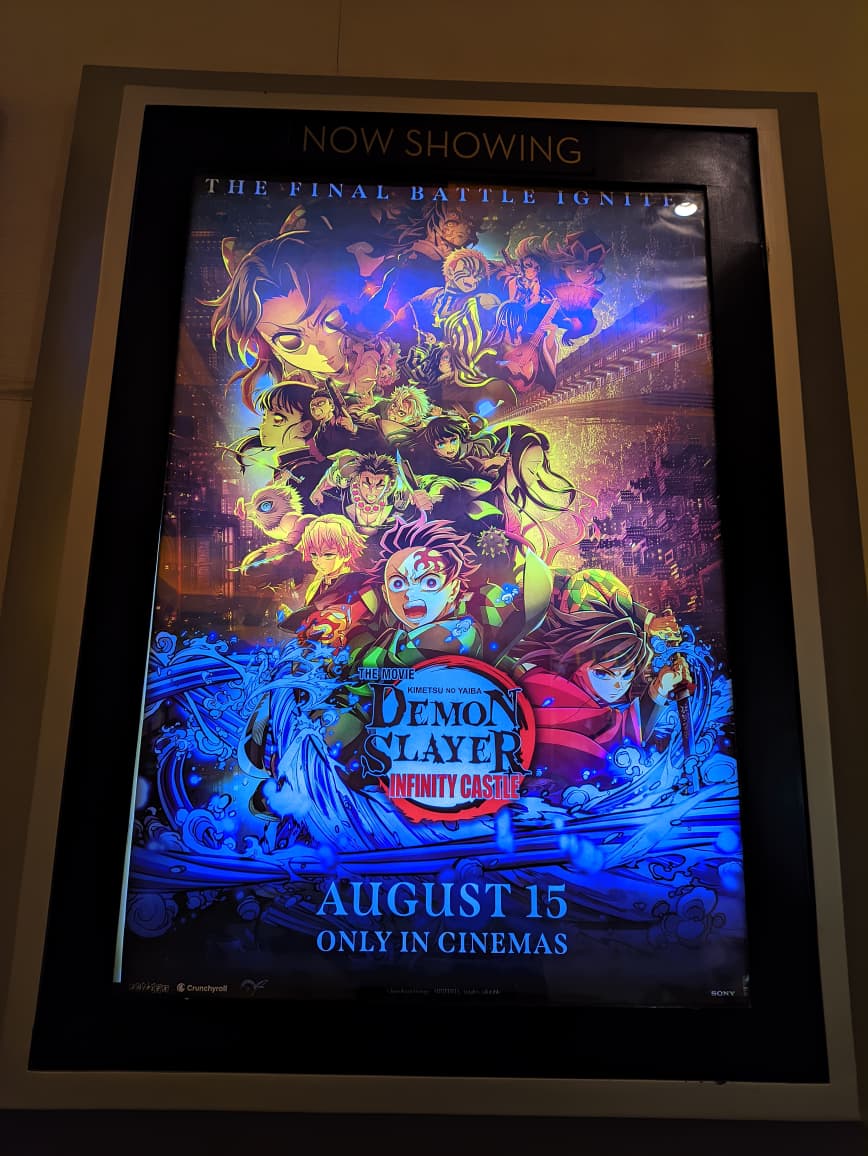 NOW SHOWING
THE FINAL BATTLE IGNITE
THE MOVIE
KIMETSU NO YAIBA
DEMON
SLAYER
INFINITY CASTLE
AUGUST 15
ONLY IN CINEMAS
Crunchyroll
SONY